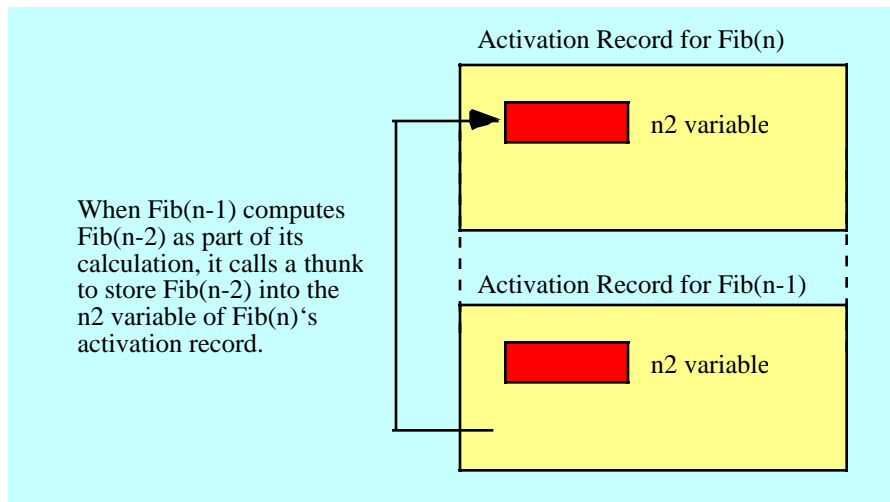 Activation Record for Fib(n)
n2 variable
When Fib(n-1) computes
Fib(n-2) as part of its
calculation, it calls a thunk
to store Fib(n-2) into the
n2 variable of Fib(n)‘s
activation record.
Activation Record for Fib(n-1)
n2 variable